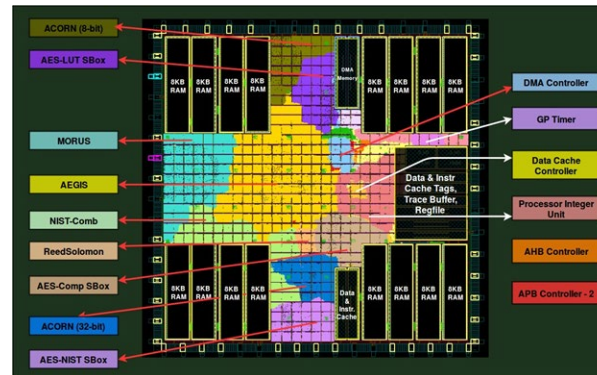 ACORN (8-bit)
AES-LUT SBox
MORUS
AEGIS
NIST-Comb
ReedSolomon
AES-Comp SBox
ACORN (32-bit)
AES-NIST SBox
8KB
RAM
8KB
RAM
8KB
RAM
8KB
RAM
DMA
Memory
8KB
RAM
8KB
RAM
8KB
RAM
8KB
RAM
Data & Instr
Cache Tags,
Trace Buffer,
Regfile
8KB
RAM
8KB
RAM
8KB
RAM
8KB
RAM
Data
&
Instr.
Cache
8KB
RAM
8KB
RAM
8KB
RAM
8KB
RAM
DMA Controller
GP Timer
Data Cache
Controller
Processor Integer
Unit
AHB Controller
APB Controller - 2